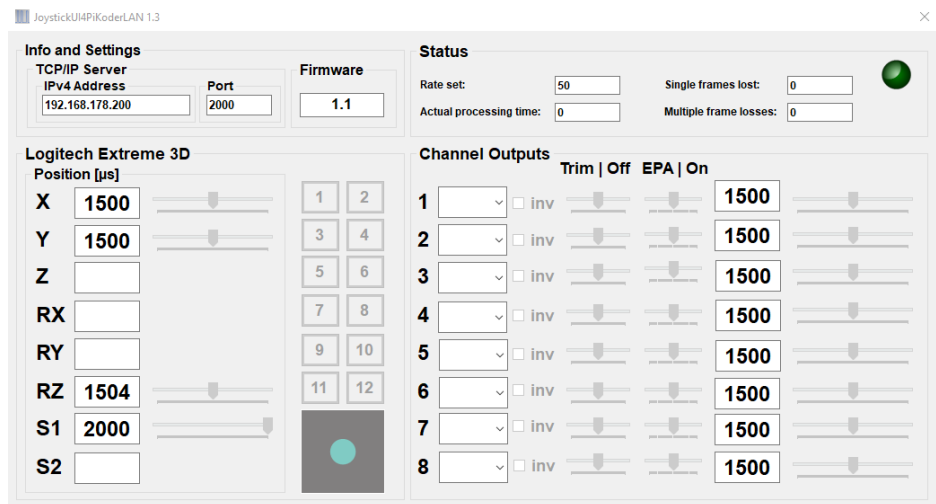 JoystickUI4PiKoderLAN 1.3
Info and Settings
TCP/IP Server
IPv4 Address Port
192.168.178.200 2000
Firmware
1.1
Status
Rate set: 50 Single frames lost: 0
Actual processing time: 0 Multiple frame losses: 0
Logitech Extreme 3D
Position [µs]
X 1500
Y 1500
Z
RX
RY
RZ 1504
S1 2000
S2
1 2
3 4
5 6
7 8
9 10
11 12
Channel Outputs
Trim | Off EPA | On
1 inv 1500
2 inv 1500
3 inv 1500
4 inv 1500
5 inv 1500
6 inv 1500
7 inv 1500
8 inv 1500